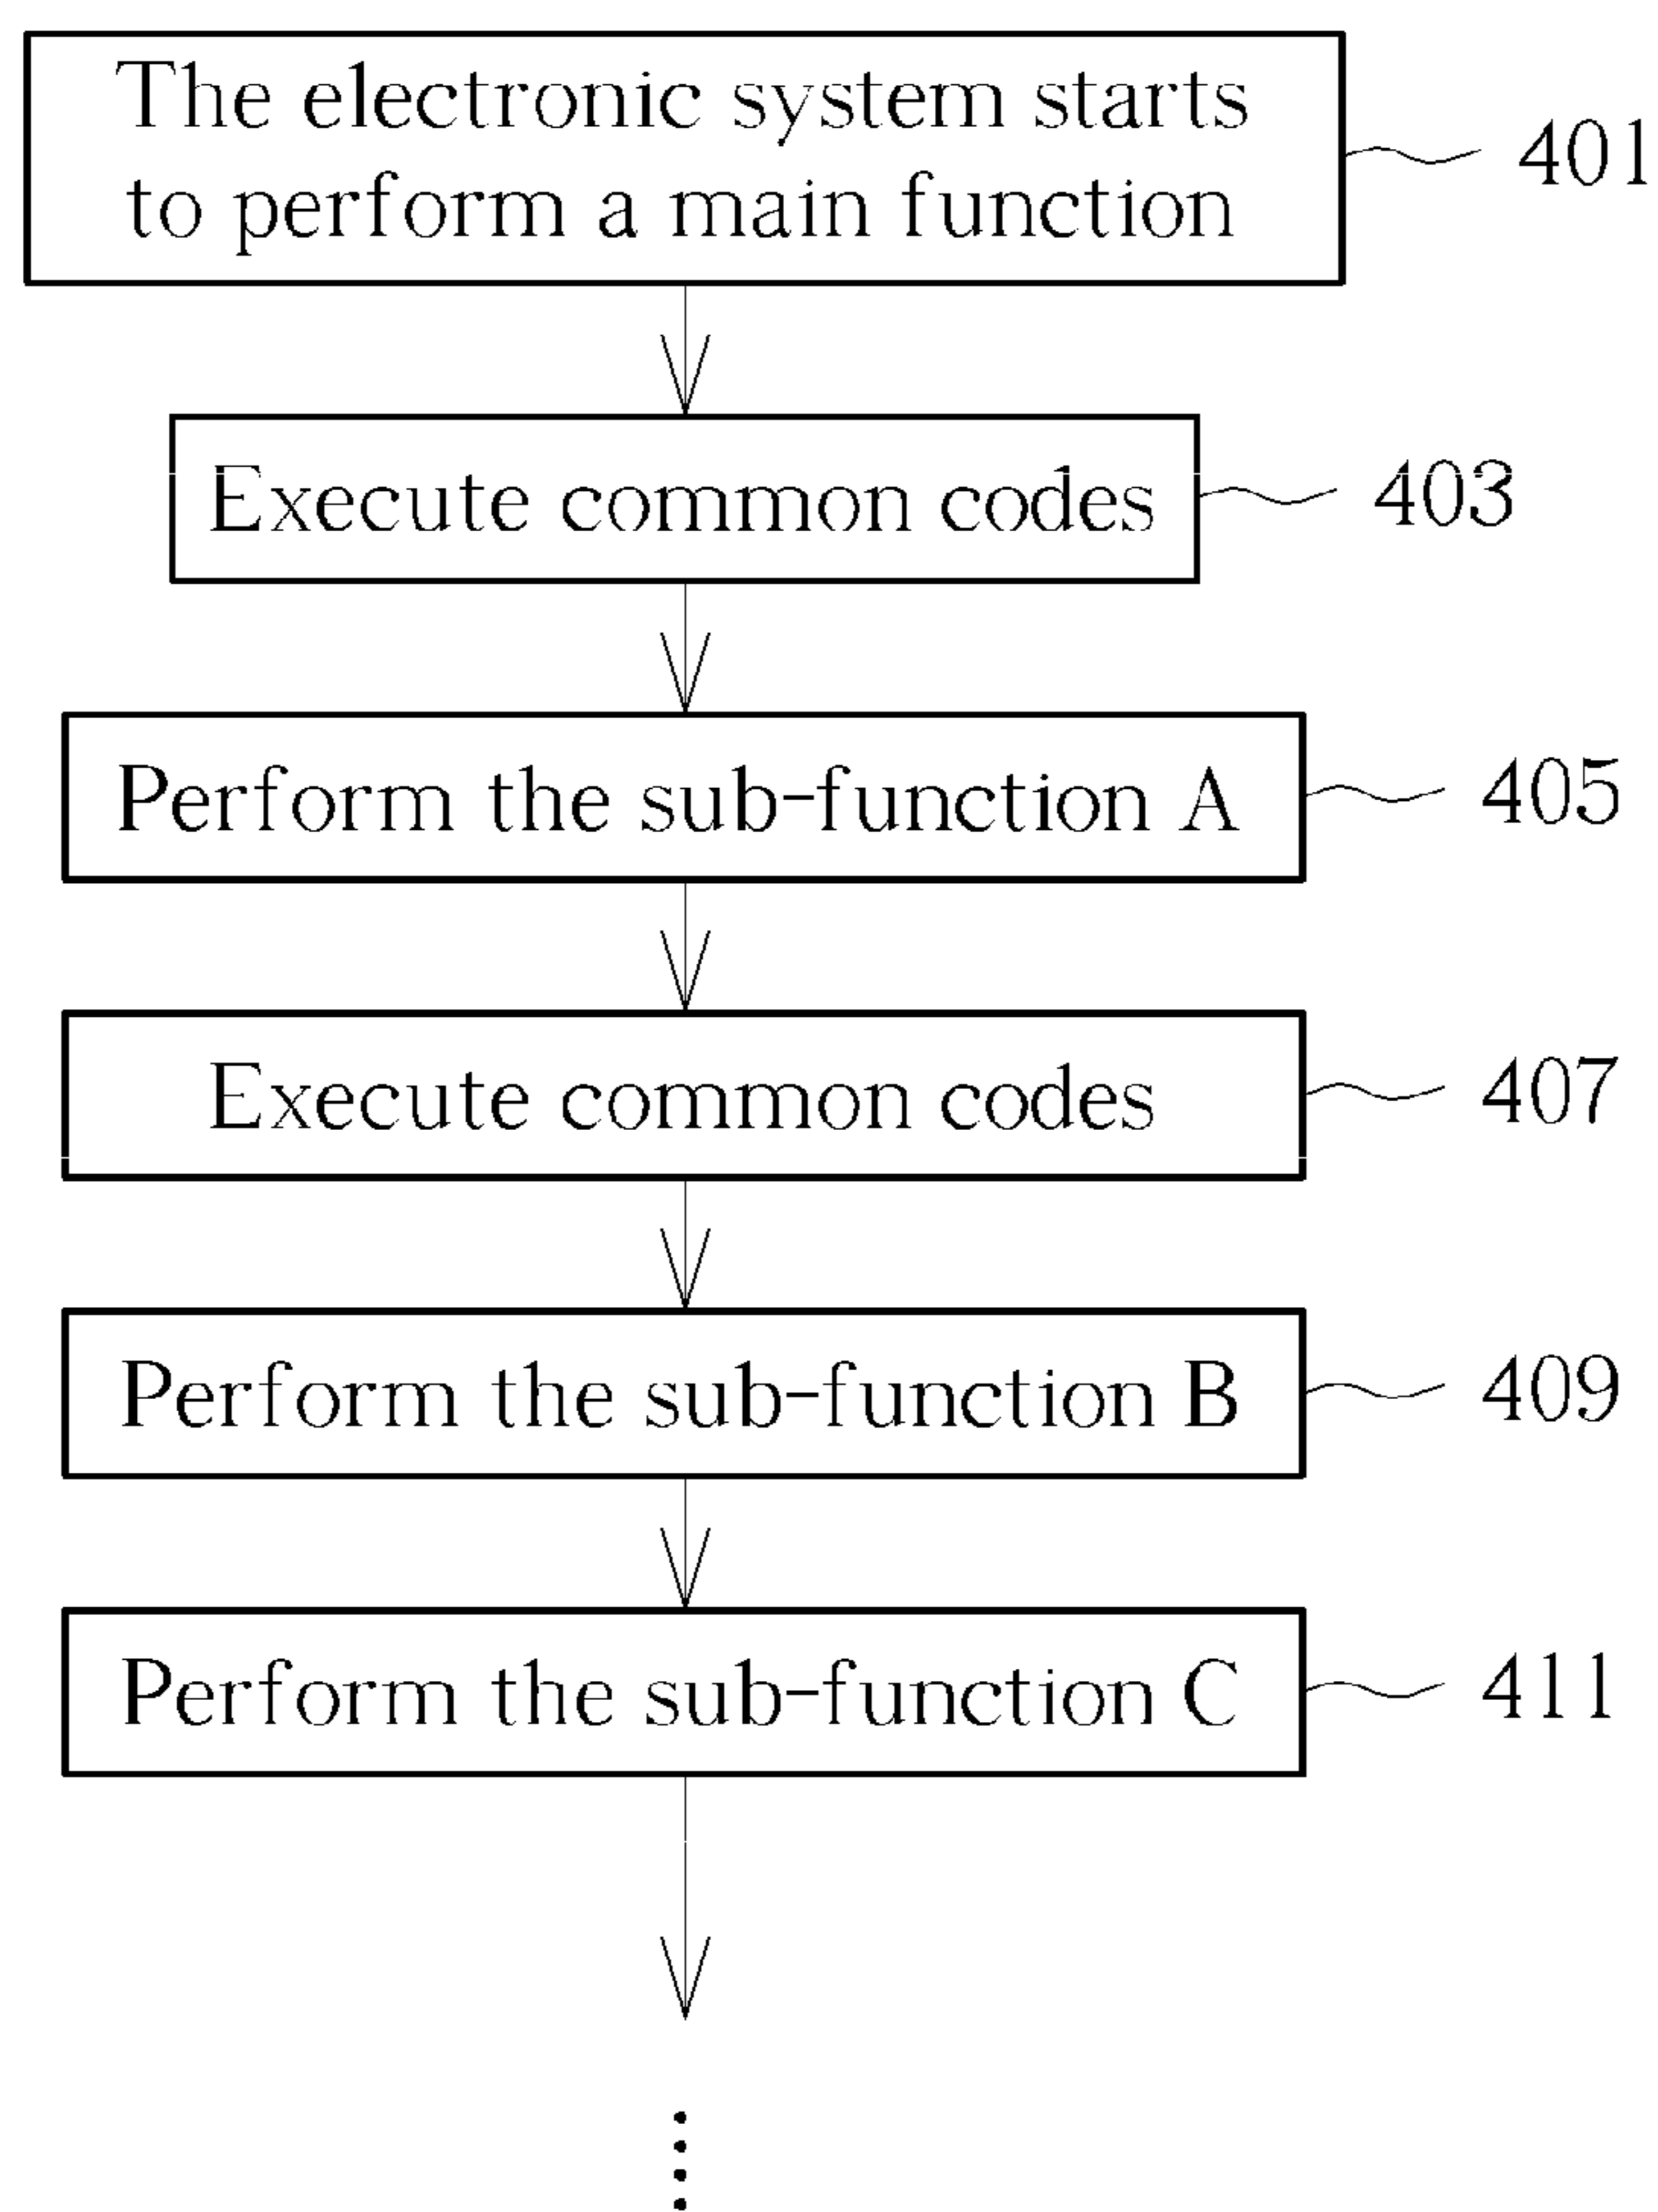 The electronic system starts
to perform a main function
401
Execute common codes
403
Perform the sub-function A
405
Execute common codes
407
Perform the sub-function B
409
Perform the sub-function C
411